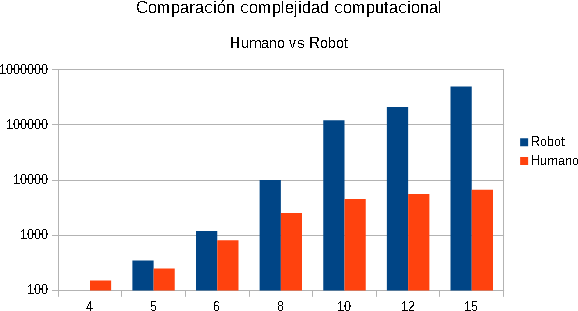 Comparación complejidad computacional
Humano vs Robot
1000000
100000
10000
1000
100
4 5 6 8 10 12 15
Robot
Humano